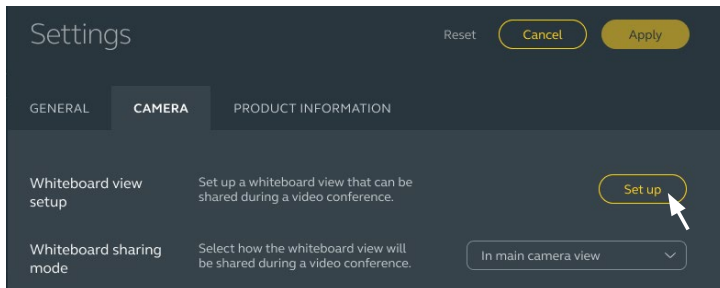 Settings
Reset
Cancel
Apply
GENERAL
CAMERA
PRODUCT INFORMATION
Whiteboard view
setup
Set up a whiteboard view that can be
shared during a video conference.
Set up
Whiteboard sharing
mode
Select how the whiteboard view will
be shared during a video conference.
In main camera view